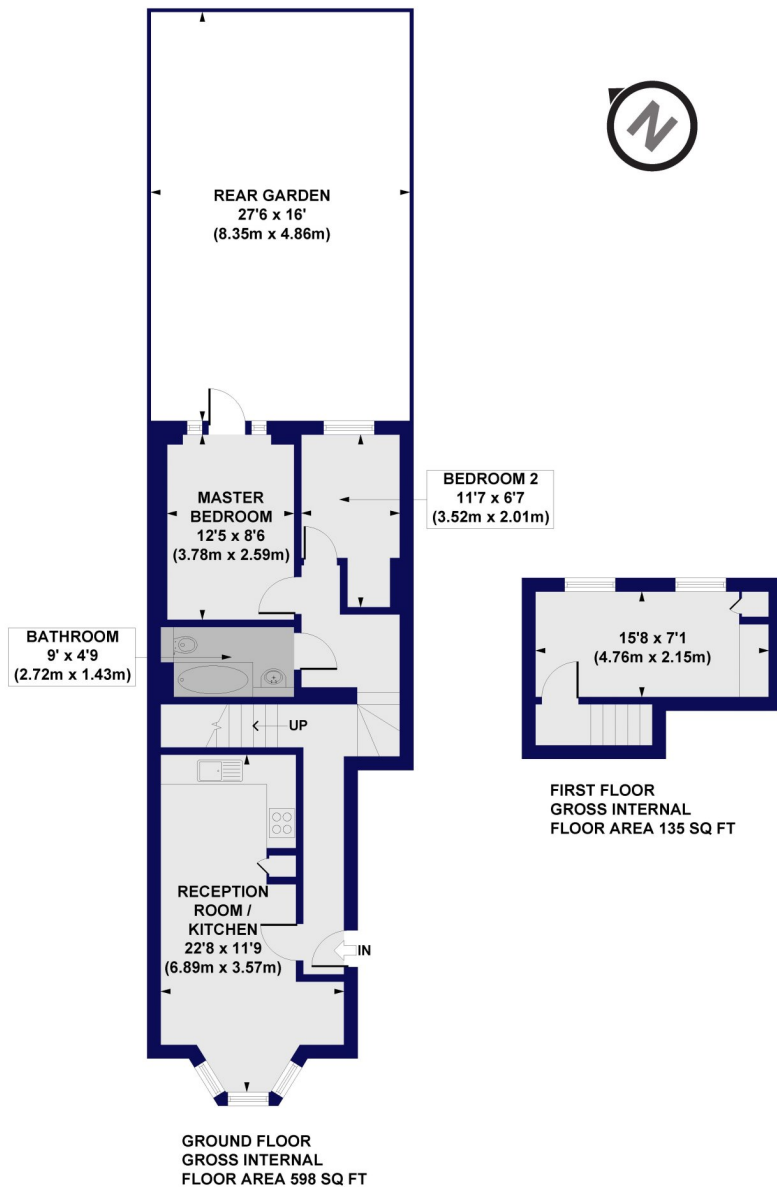 N
REAR GARDEN
27'6 x 16'
(8.35m x 4.86m)
MASTER
BEDROOM
12'5 x 8'6
(3.78m x 2.59m)
BEDROOM 2
11'7 x 6'7
(3.52m x 2.01m)
BATHROOM
9' x 4'9
(2.72m x 1.43m)
UP
15'8 x 7'1
(4.76m x 2.15m)
FIRST FLOOR
GROSS INTERNAL
FLOOR AREA 135 SQ FT
RECEPTION
ROOM /
KITCHEN
22'8 x 11'9
(6.89m x 3.57m)
IN
GROUND FLOOR
GROSS INTERNAL
FLOOR AREA 598 SQ FT